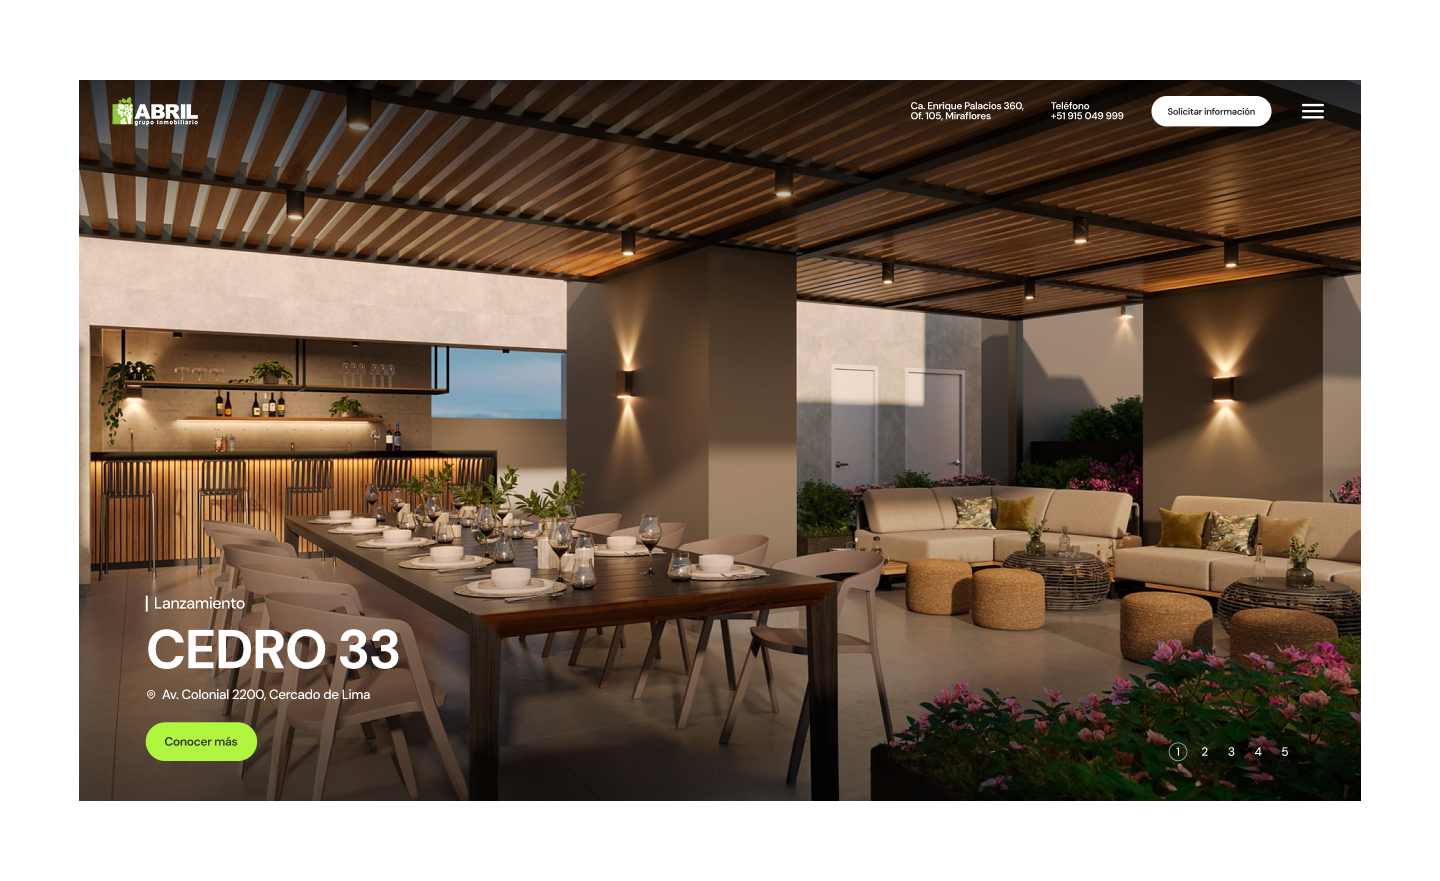 ABRIL
grupo inmobiliario
Ca. Enrique Palacios 360,
Of. 105, Miraflores
Teléfono
+51 915 049 999
Solicitar información
Lanzamiento
CEDRO 33
Av. Colonial 2200, Cercado de Lima
Conocer más
1 2 3 4 5